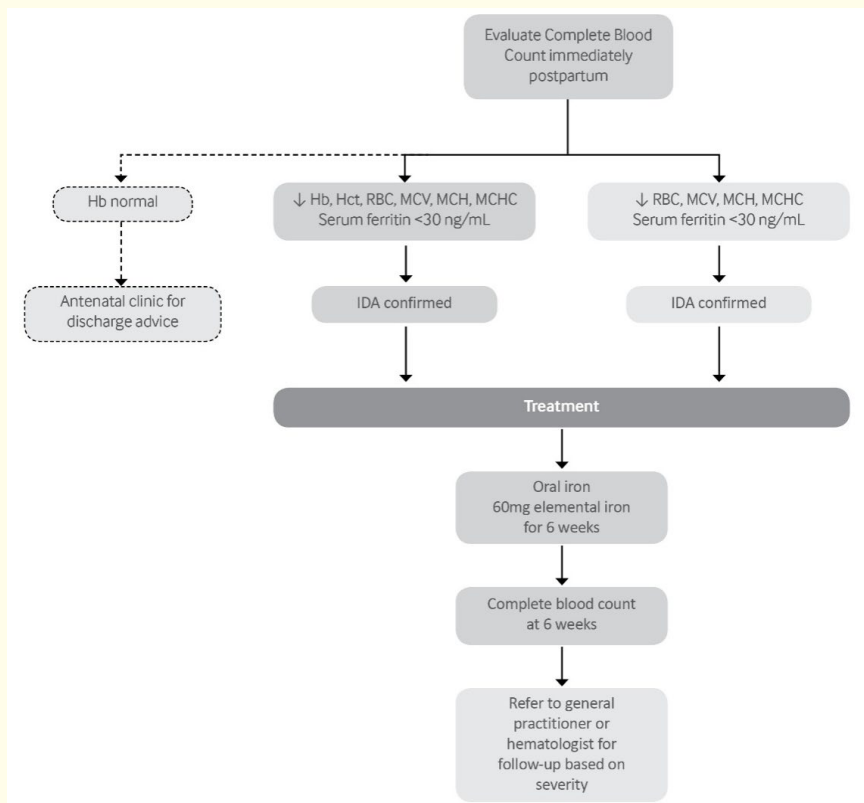 Evaluate Complete Blood
Count immediately
postpartum
Hb normal
↓ Hb, Hct, RBC, MCV, MCH, MCHC
Serum ferritin <30 ng/mL
↓ RBC, MCV, MCH, MCHC
Serum ferritin <30 ng/mL
Antenatal clinic for
discharge advice
IDA confirmed
IDA confirmed
Treatment
Oral iron
60mg elemental iron
for 6 weeks
Complete blood count
at 6 weeks
Refer to general
practitioner or
hematologist for
follow-up based on
severity